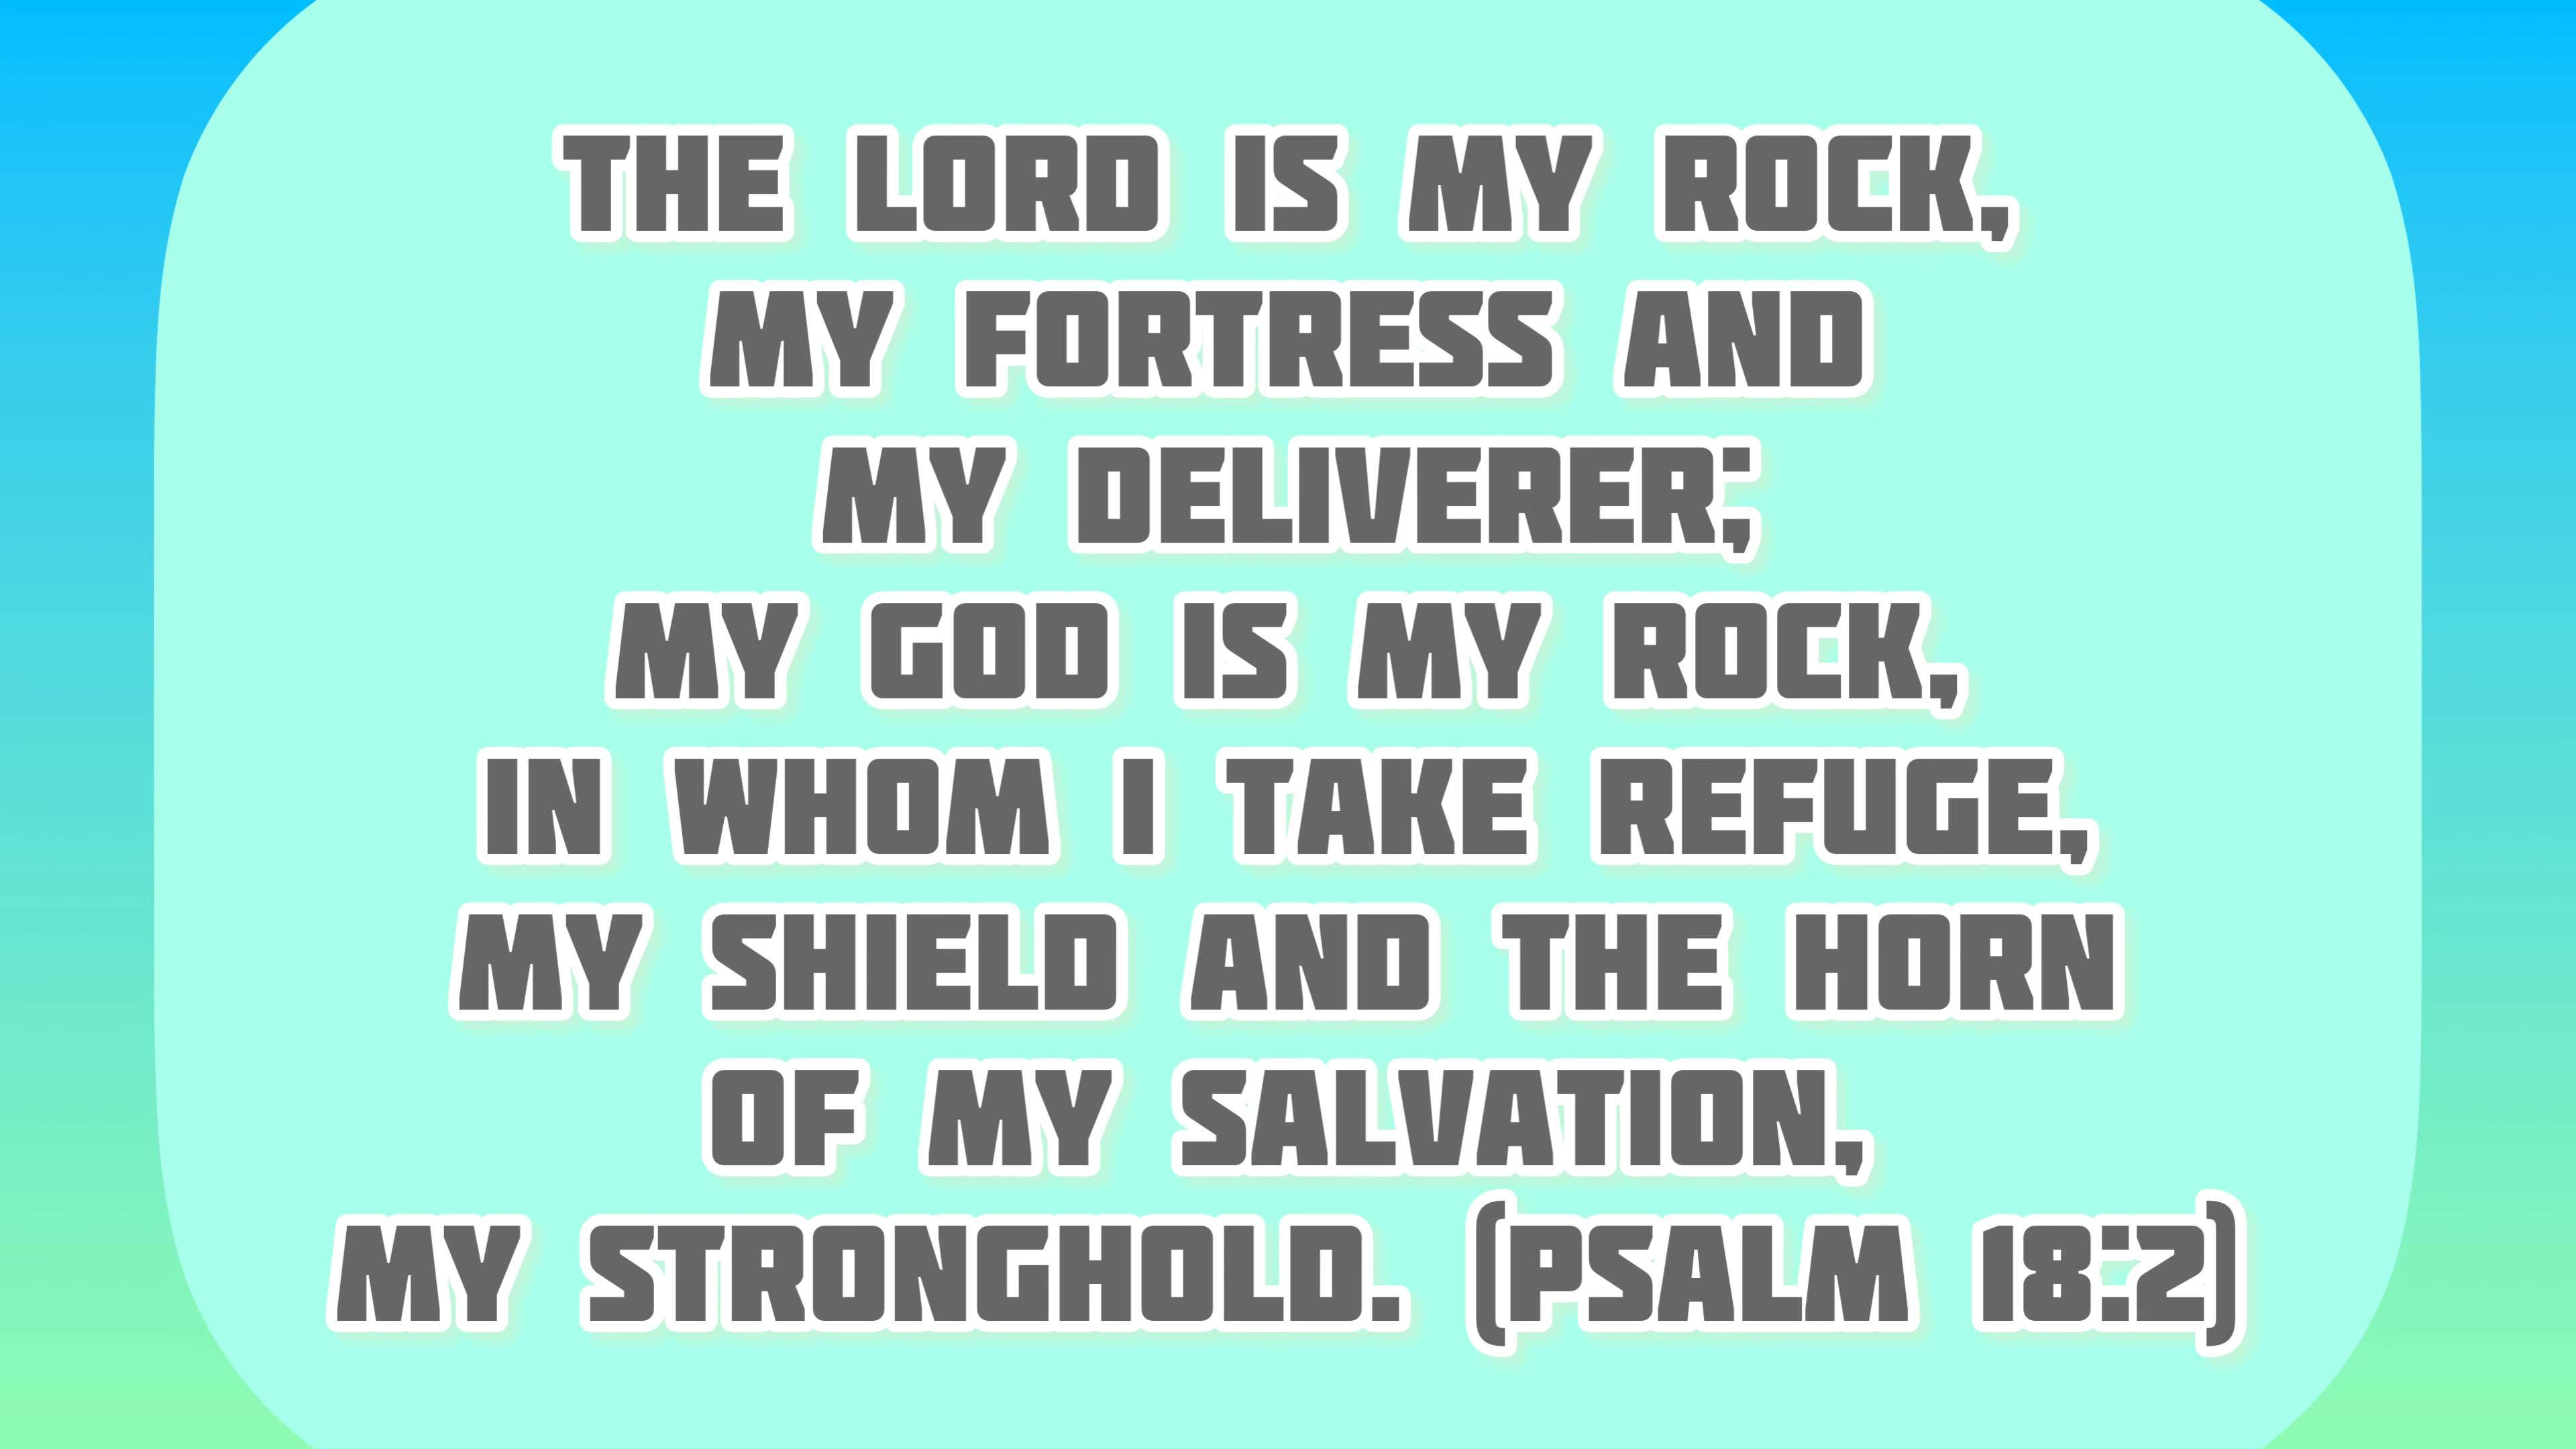 THE LORD IS MY ROCK,
MY FORTRESS AND
MY DELIVERER;
MY GOD IS MY ROCK,
IN WHOM I TAKE REFUGE,
MY SHIELD AND THE HORN
OF MY SALVATION,
MY STRONGHOLD. (PSALM 18:2)